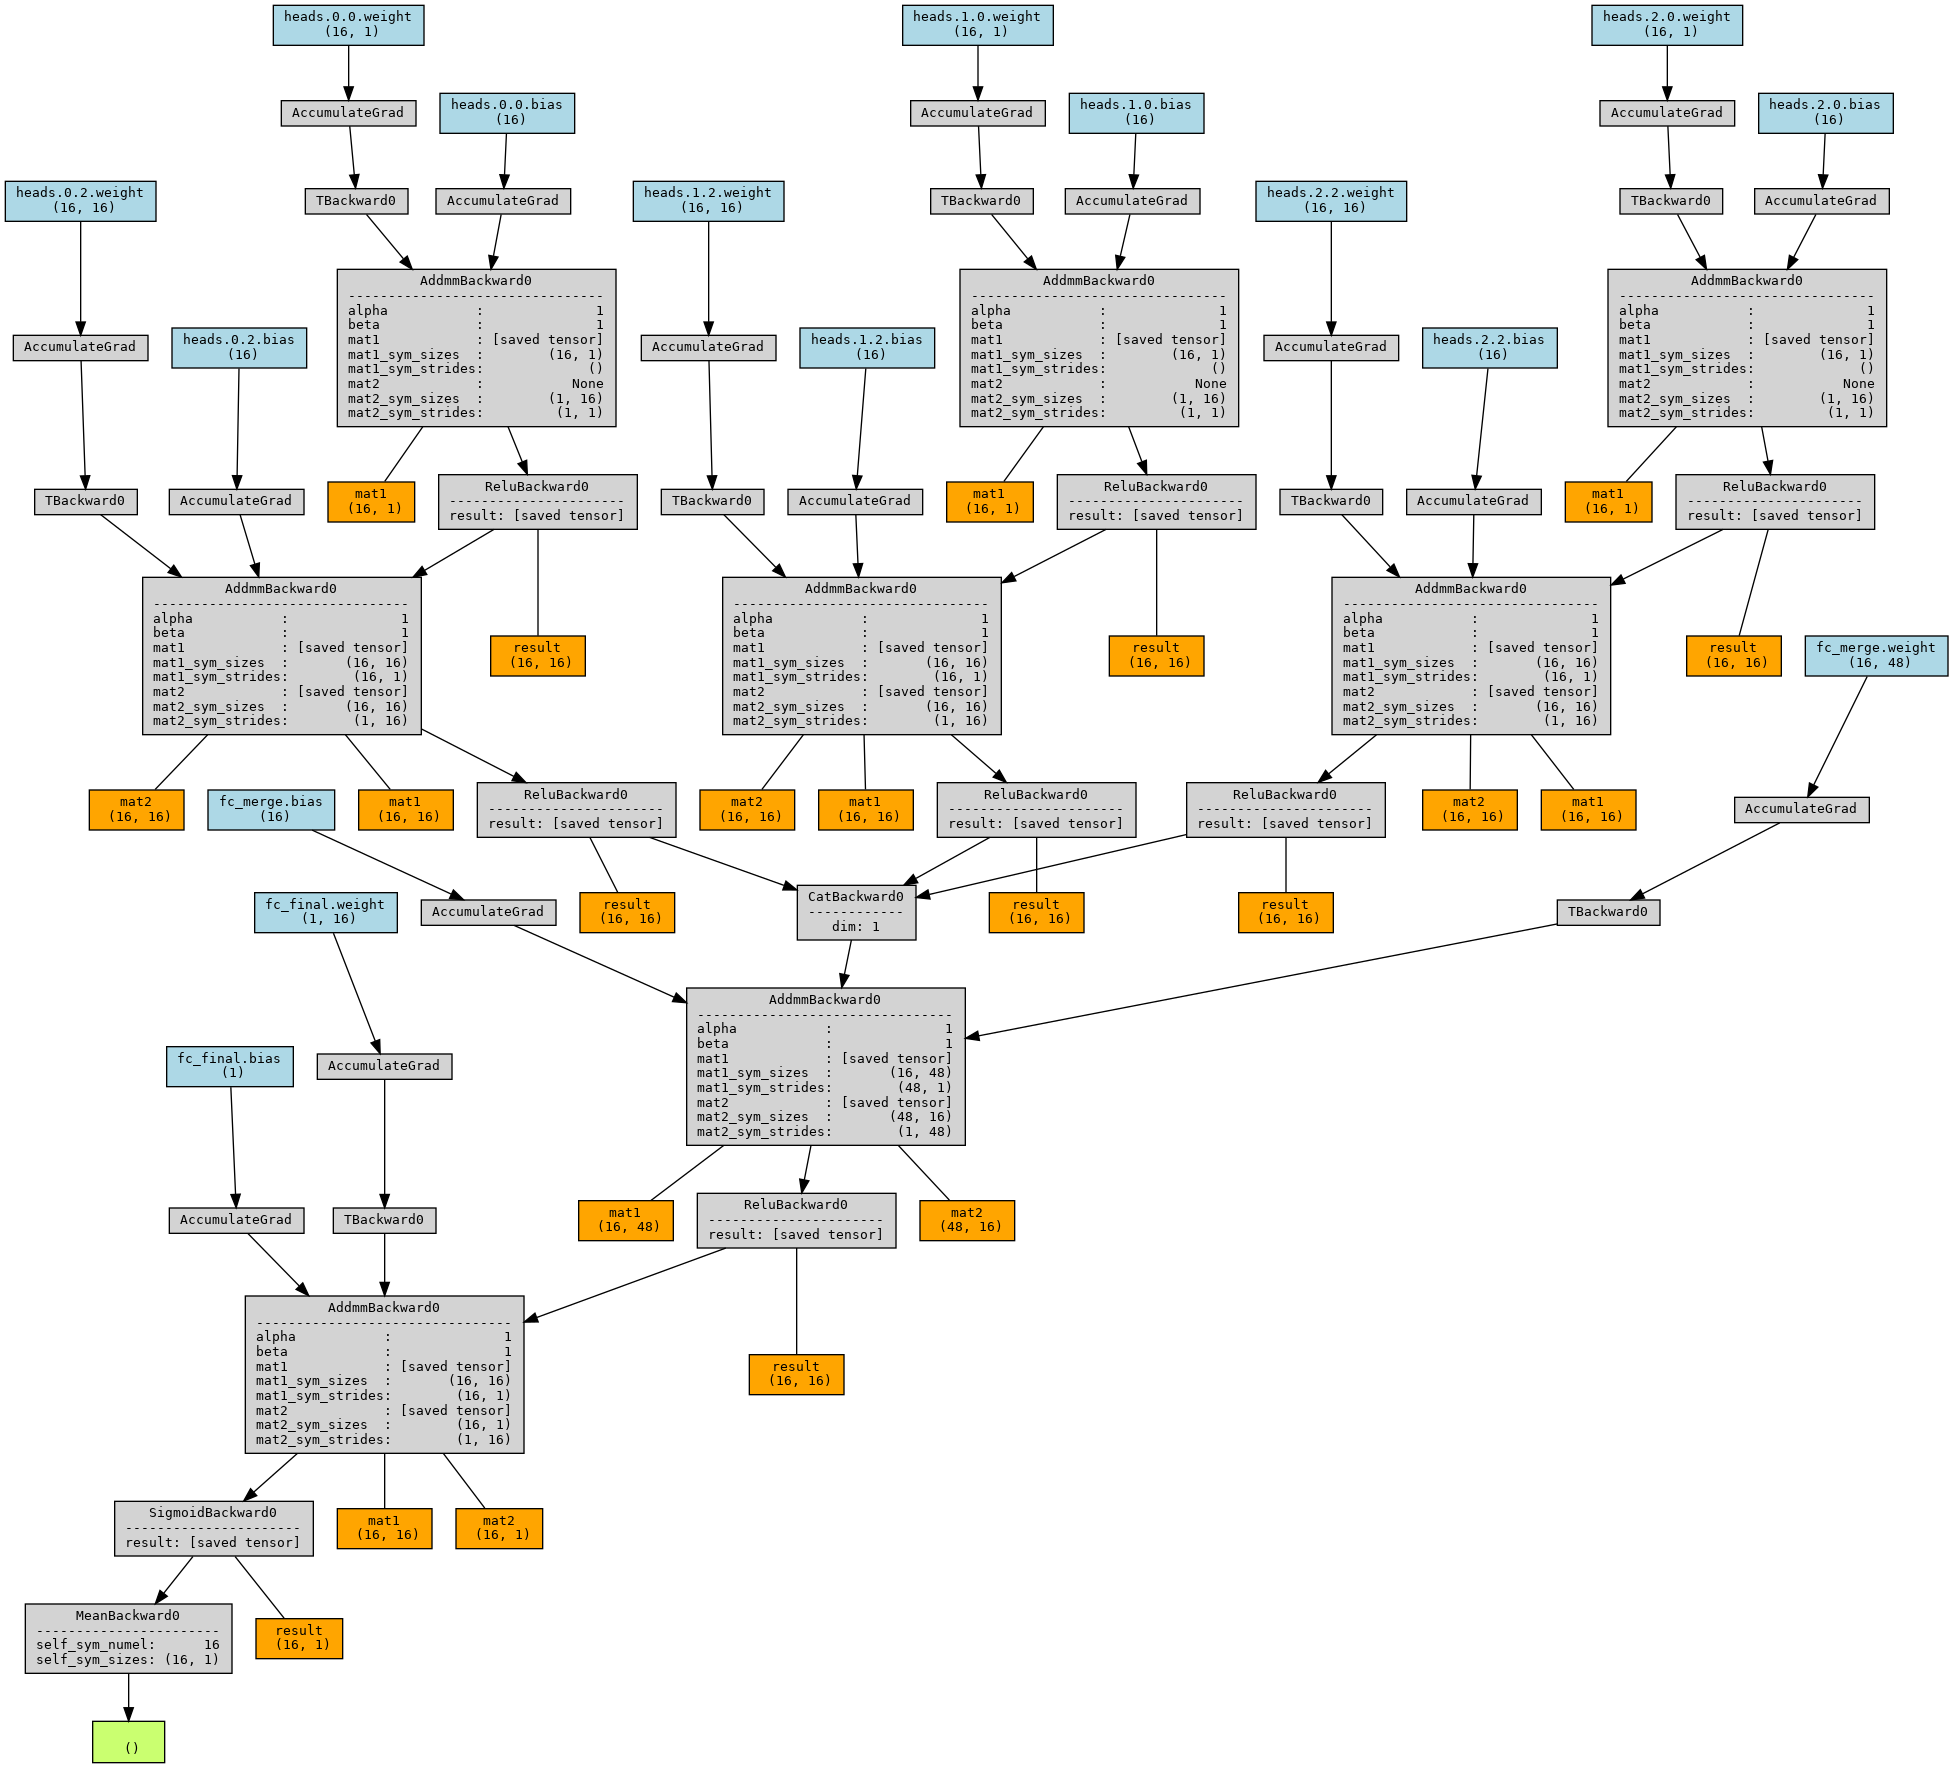 heads.0.0.weight
(16, 1)
heads.1.0.weight
(16, 1)
heads.2.0.weight
(16, 1)
AccumulateGrad
heads.0.0.bias
(16)
AccumulateGrad
heads.1.0.bias
(16)
AccumulateGrad
heads.2.0.bias
(16)
heads.0.2.weight
(16, 16)
TBackward0
AccumulateGrad
heads.1.2.weight
(16, 16)
TBackward0
AccumulateGrad
heads.2.2.weight
(16, 16)
TBackward0
AccumulateGrad
AddmmBackward0
--------------------------------
alpha           :              1
beta            :              1
mat1            : [saved tensor]
mat1_sym_sizes  :        (16, 1)
mat1_sym_strides:             ()
mat2            :           None
mat2_sym_sizes  :        (1, 16)
mat2_sym_strides:         (1, 1)
AddmmBackward0
--------------------------------
alpha           :              1
beta            :              1
mat1            : [saved tensor]
mat1_sym_sizes  :        (16, 1)
mat1_sym_strides:             ()
mat2            :           None
mat2_sym_sizes  :        (1, 16)
mat2_sym_strides:         (1, 1)
AddmmBackward0
--------------------------------
alpha           :              1
beta            :              1
mat1            : [saved tensor]
mat1_sym_sizes  :        (16, 1)
mat1_sym_strides:             ()
mat2            :           None
mat2_sym_sizes  :        (1, 16)
mat2_sym_strides:         (1, 1)
AccumulateGrad
heads.0.2.bias
(16)
AccumulateGrad
heads.1.2.bias
(16)
AccumulateGrad
heads.2.2.bias
(16)
TBackward0
AccumulateGrad
mat1
(16, 1)
ReluBackward0
----------------------
result: [saved tensor]
TBackward0
AccumulateGrad
mat1
(16, 1)
ReluBackward0
----------------------
result: [saved tensor]
TBackward0
AccumulateGrad
mat1
(16, 1)
ReluBackward0
----------------------
result: [saved tensor]
AddmmBackward0
--------------------------------
alpha           :              1
beta            :              1
mat1            : [saved tensor]
mat1_sym_sizes  :       (16, 16)
mat1_sym_strides:        (16, 1)
mat2            : [saved tensor]
mat2_sym_sizes  :       (16, 16)
mat2_sym_strides:        (1, 16)
result
(16, 16)
AddmmBackward0
--------------------------------
alpha           :              1
beta            :              1
mat1            : [saved tensor]
mat1_sym_sizes  :       (16, 16)
mat1_sym_strides:        (16, 1)
mat2            : [saved tensor]
mat2_sym_sizes  :       (16, 16)
mat2_sym_strides:        (1, 16)
result
(16, 16)
AddmmBackward0
--------------------------------
alpha           :              1
beta            :              1
mat1            : [saved tensor]
mat1_sym_sizes  :       (16, 16)
mat1_sym_strides:        (16, 1)
mat2            : [saved tensor]
mat2_sym_sizes  :       (16, 16)
mat2_sym_strides:        (1, 16)
result
(16, 16)
fc_merge.weight
(16, 48)
mat2
(16, 16)
fc_merge.bias
(16)
mat1
(16, 16)
ReluBackward0
----------------------
result: [saved tensor]
mat2
(16, 16)
mat1
(16, 16)
ReluBackward0
----------------------
result: [saved tensor]
ReluBackward0
----------------------
result: [saved tensor]
mat2
(16, 16)
mat1
(16, 16)
AccumulateGrad
fc_final.weight
(1, 16)
AccumulateGrad
result
(16, 16)
CatBackward0
------------
dim: 1
result
(16, 16)
result
(16, 16)
TBackward0
AddmmBackward0
--------------------------------
alpha           :              1
beta            :              1
mat1            : [saved tensor]
mat1_sym_sizes  :       (16, 48)
mat1_sym_strides:        (48, 1)
mat2            : [saved tensor]
mat2_sym_sizes  :       (48, 16)
mat2_sym_strides:        (1, 48)
fc_final.bias
(1)
AccumulateGrad
AccumulateGrad
TBackward0
mat1
(16, 48)
ReluBackward0
----------------------
result: [saved tensor]
mat2
(48, 16)
AddmmBackward0
--------------------------------
alpha           :              1
beta            :              1
mat1            : [saved tensor]
mat1_sym_sizes  :       (16, 16)
mat1_sym_strides:        (16, 1)
mat2            : [saved tensor]
mat2_sym_sizes  :        (16, 1)
mat2_sym_strides:        (1, 16)
result
(16, 16)
SigmoidBackward0
----------------------
result: [saved tensor]
mat1
(16, 16)
mat2
(16, 1)
MeanBackward0
-----------------------
self_sym_numel:      16
self_sym_sizes: (16, 1)
result
(16, 1)
()